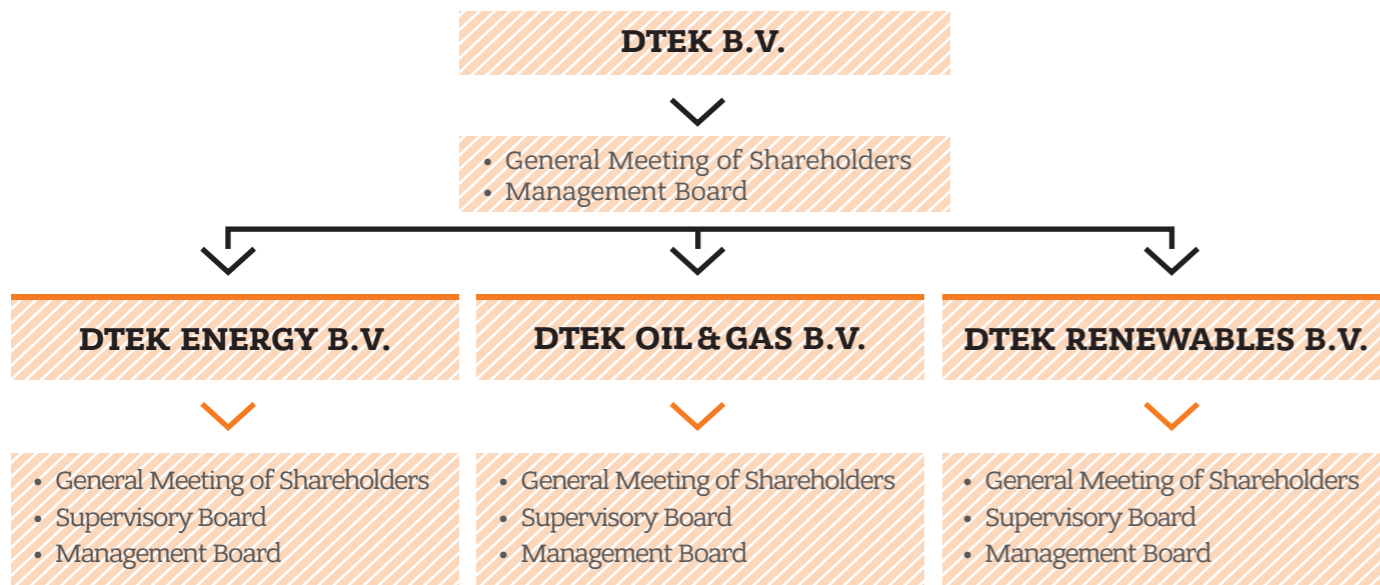 DTEK B.V.
• General Meeting of Shareholders
• Management Board
DTEK ENERGY B.V.
• General Meeting of Shareholders
• Supervisory Board
• Management Board
DTEK OIL & GAS B.V.
• General Meeting of Shareholders
• Supervisory Board
• Management Board
DTEK RENEWABLES B.V.
• General Meeting of Shareholders
• Supervisory Board
• Management Board